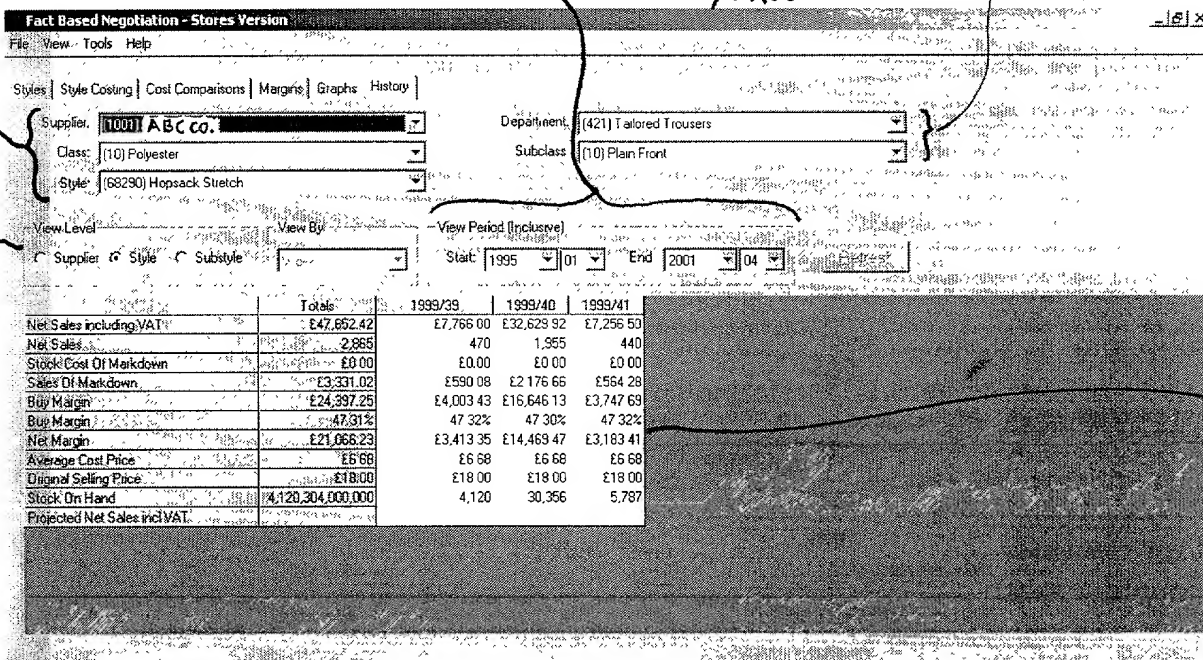 Fact Based Negotiation - Stores Version
File View Tools Help
Styles Style Costing Cost Comparisons Margins Graphs History
Supplier: (1001) ABC co. Department: (421) Tailored Trousers
Class: (10) Polyester Subclass (10) Plain Front
Style: (68290) Hopsack Stretch
View Level View By View Period (Inclusive)
Supplier Style Substyle Start: 1995 01 End 2001 04
Totals 1999/39 1999/40 1999/41
Net Sales including VAT £47,652.42 £7,766 00 £32,629 92 £7,256 50
Net Sales 2,865 470 1,955 440
Stock Cost Of Markdown £0 00 £0.00 £0 00 £0 00
Sales Of Markdown £3,331.02 £590 08 £2 176 66 £564 28
Buy Margin £24,397.25 £4,003 43 £16,646 13 £3,747 69
Buy Margin 47.31% 47 32% 47 30% 47 32%
Net Margin £21,066.23 £3,413 35 £14,469 47 £3,183 41
Average Cost Price £6 68 £6 68 £6 68 £6 68
Original Selling Price £18.00 £18 00 £18 00 £18 00
Stock On Hand 4,120,304,000,000 4,120 30,356 5,787
Projected Net Sales incl VAT